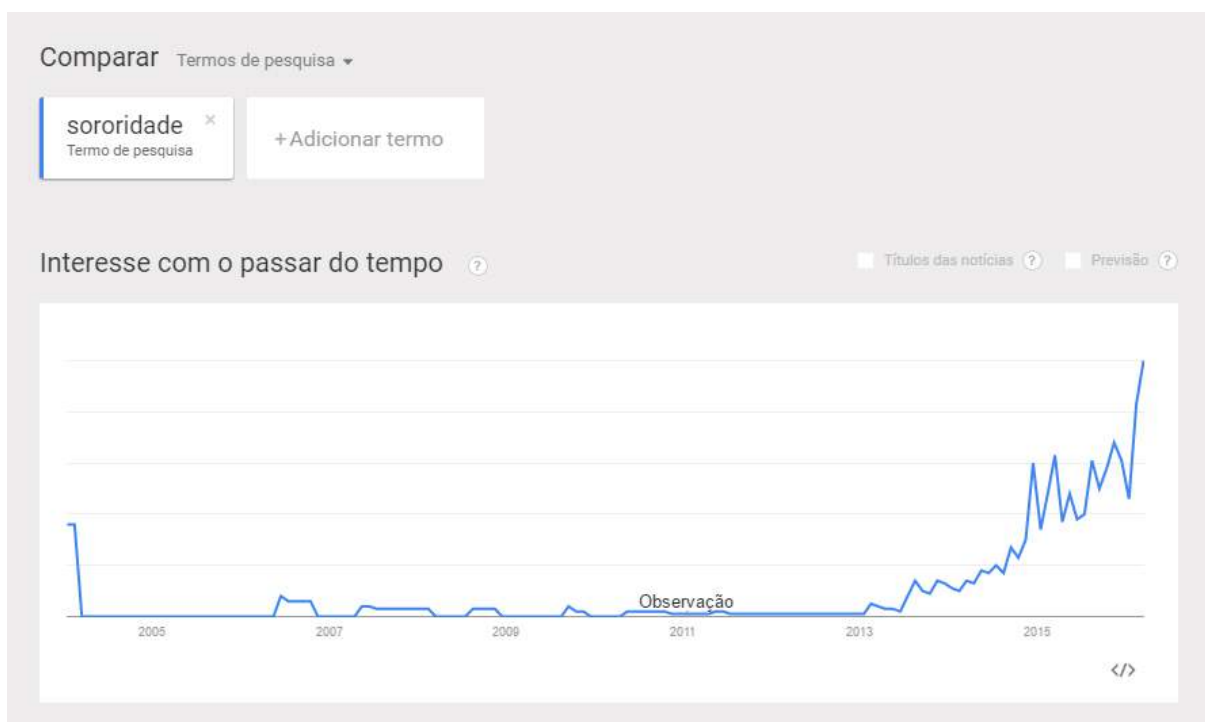 Comparar Termos de pesquisa
sororidade ×
Termo de pesquisa
+Adicionar termo
Interesse com o passar do tempo ?
Títulos das notícias ? Previsão ?
Observação
2005 2007 2009 2011 2013 2015
</>